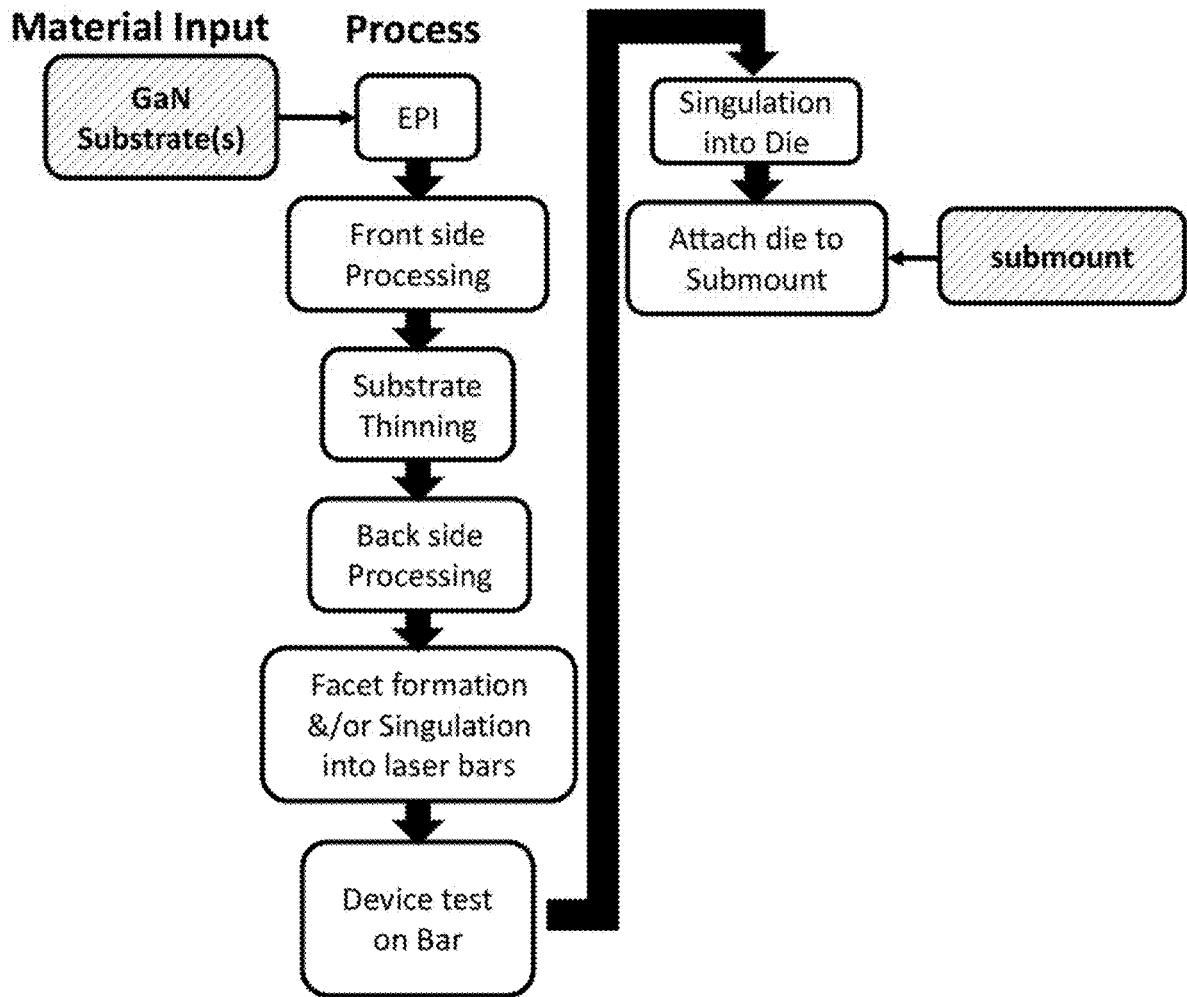 Material Input
Process
GaN
Substrate(s)
EPI
Front side
Processing
Substrate
Thinning
Back side
Processing
Facet formation
&/or Singulation
into laser bars
Device test
on Bar
Singulation
into Die
Attach die to
Submount
submount